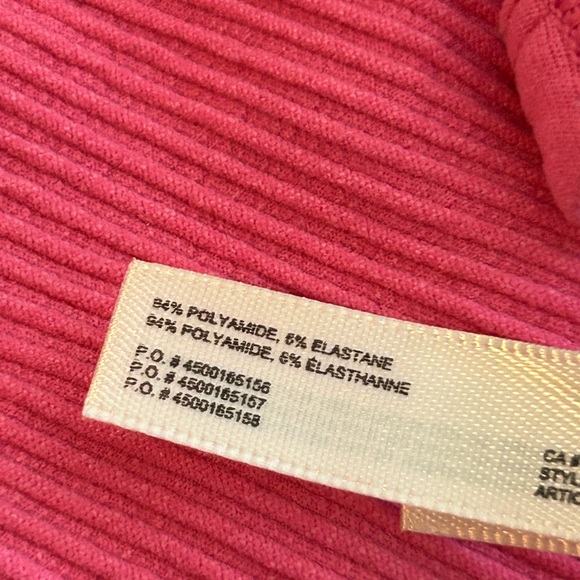 94% POLYAMIDE, 6% ELASTANE
94% POLYAMIDE, 6% ÉLASTHANNE
P.O. # 4500165156
P.O. # 4500165157
P.O. # 4500165158
CA #
STYL
ARTIC